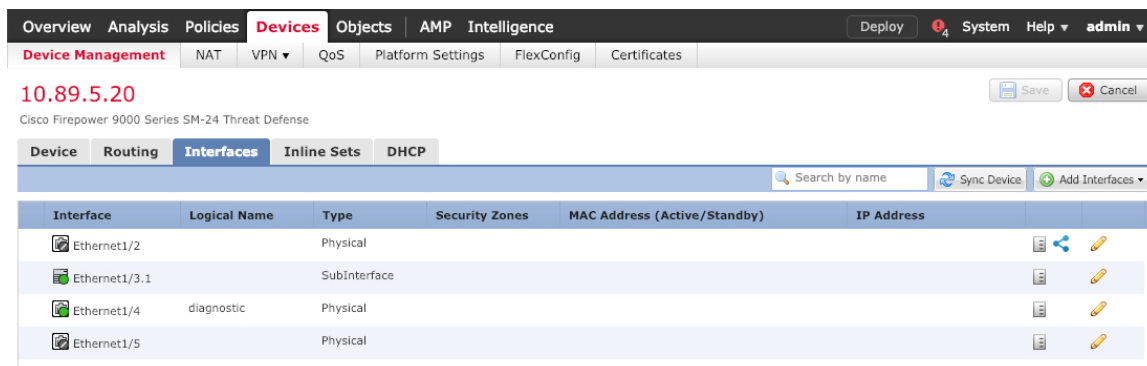 Overview Analysis Policies Devices Objects AMP Intelligence Deploy 4 System Help admin
Device Management NAT VPN QoS Platform Settings FlexConfig Certificates
10.89.5.20
Save Cancel
Cisco Firepower 9000 Series SM-24 Threat Defense
Device Routing Interfaces Inline Sets DHCP
Search by name Sync Device Add Interfaces
Interface Logical Name Type Security Zones MAC Address (Active/Standby) IP Address
Ethernet1/2 Physical
Ethernet1/3.1 SubInterface
Ethernet1/4 diagnostic Physical
Ethernet1/5 Physical